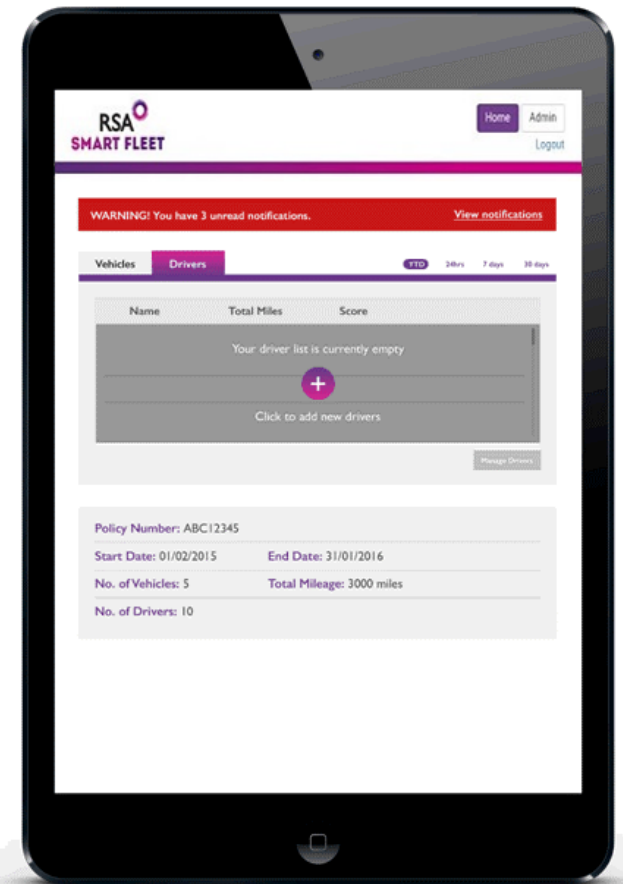 RSA
SMART FLEET
Home Admin
Logout
WARNING! You have 3 unread notifications. View notifications
Vehicles Drivers YTD 24hrs 7 days 30 days
Name Total Miles Score
Your driver list is currently empty
+
Click to add new drivers
Manage Drivers
Policy Number: ABC12345
Start Date: 01/02/2015 End Date: 31/01/2016
No. of Vehicles: 5 Total Mileage: 3000 miles
No. of Drivers: 10